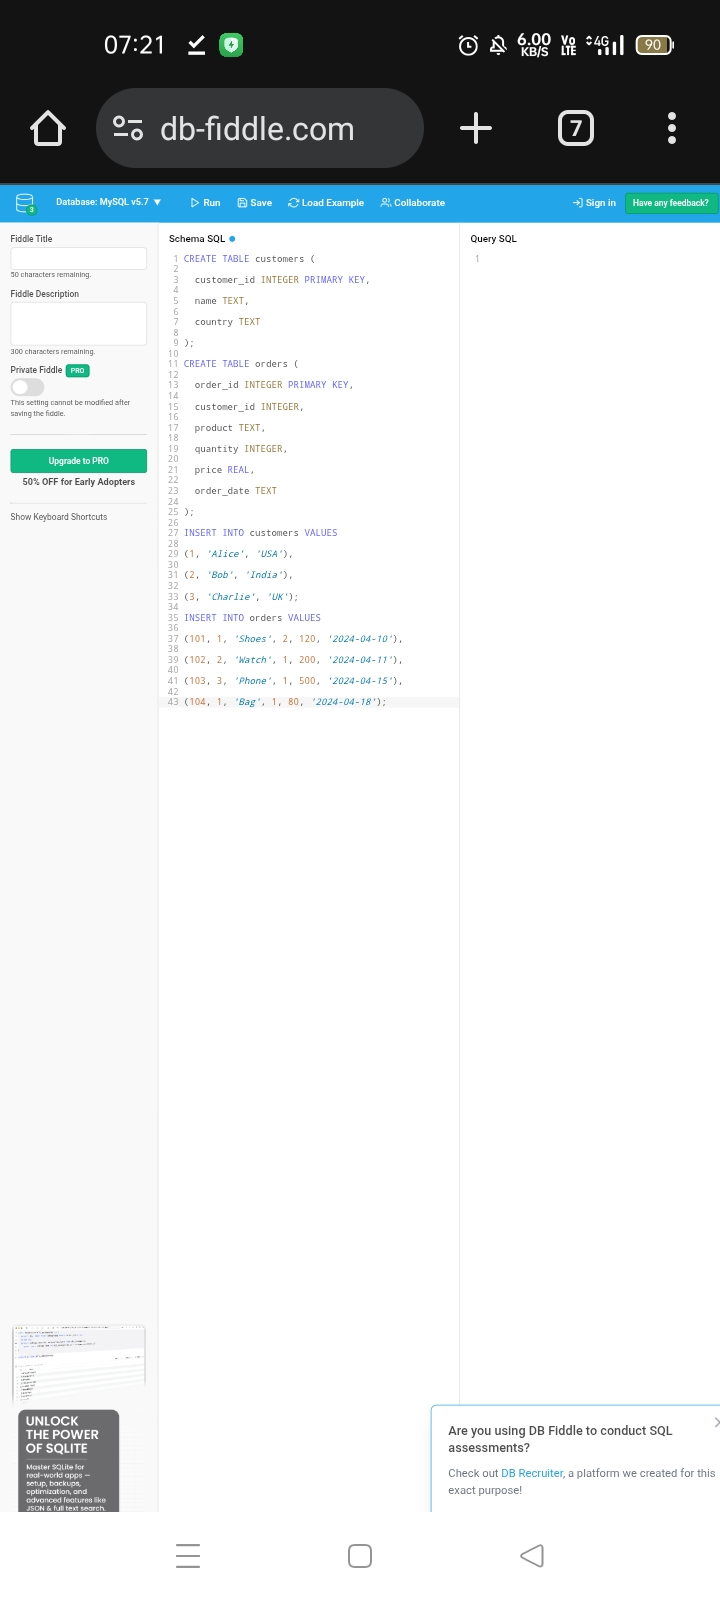 07:21
6.00 KB/S
Vo LTE
4G
90
db-fiddle.com
7
3
Database: MySQL v5.7 ▼
Run
Save
Load Example
Collaborate
Sign in
Have any feedback?
Fiddle Title
50 characters remaining.
Fiddle Description
300 characters remaining.
Private Fiddle PRO
This setting cannot be modified after
saving the fiddle.
Upgrade to PRO
50% OFF for Early Adopters
Show Keyboard Shortcuts
Schema SQL
1 CREATE TABLE customers (
2
3 customer_id INTEGER PRIMARY KEY,
4
5 name TEXT,
6
7 country TEXT
8
9 );
10
11 CREATE TABLE orders (
12
13 order_id INTEGER PRIMARY KEY,
14
15 customer_id INTEGER,
16
17 product TEXT,
18
19 quantity INTEGER,
20
21 price REAL,
22
23 order_date TEXT
24
25 );
26
27 INSERT INTO customers VALUES
28
29 (1, 'Alice', 'USA'),
30
31 (2, 'Bob', 'India'),
32
33 (3, 'Charlie', 'UK');
34
35 INSERT INTO orders VALUES
36
37 (101, 1, 'Shoes', 2, 120, '2024-04-10'),
38
39 (102, 2, 'Watch', 1, 200, '2024-04-11'),
40
41 (103, 3, 'Phone', 1, 500, '2024-04-15'),
42
43 (104, 1, 'Bag', 1, 80, '2024-04-18');
Query SQL
1
UNLOCK
THE POWER
OF SQLITE
Master SQLite for
real-world apps —
setup, backups,
optimization, and
advanced features like
JSON & full text search.
Are you using DB Fiddle to conduct SQL
assessments?
Check out DB Recruiter, a platform we created for this
exact purpose!